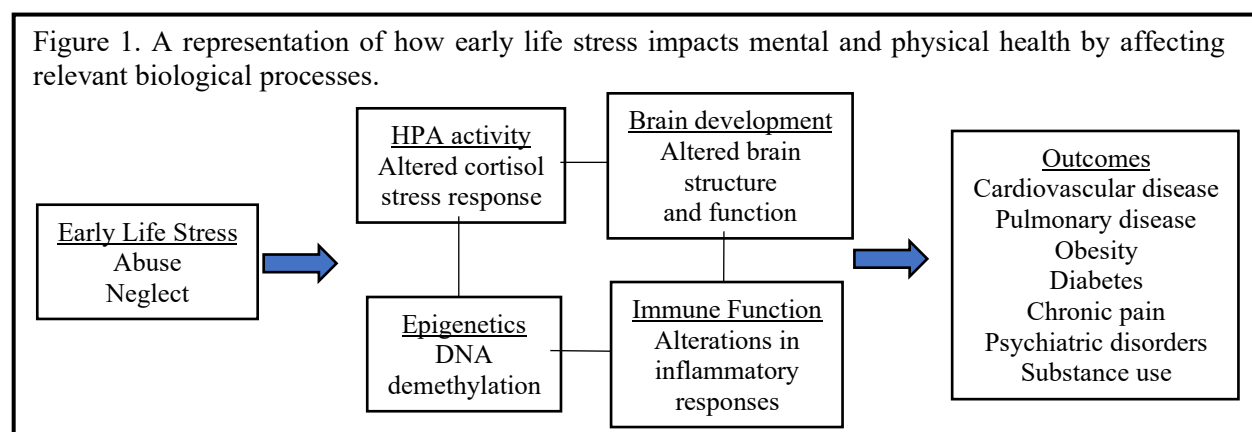 Figure 1. A representation of how early life stress impacts mental and physical health by affecting
relevant biological processes.
Early Life Stress
Abuse
Neglect
HPA activity
Altered cortisol
stress response
Brain development
Altered brain
structure
and function
Epigenetics
DNA
demethylation
Immune Function
Alterations in
inflammatory
responses
Outcomes
Cardiovascular disease
Pulmonary disease
Obesity
Diabetes
Chronic pain
Psychiatric disorders
Substance use